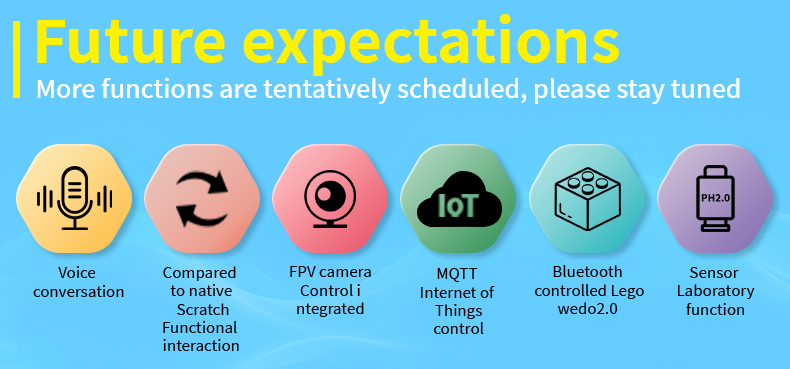 Future expectations
More functions are tentatively scheduled, please stay tuned
IoT
PH2.0
Voice
conversation
Compared
to native
Scratch
Functional
interaction
FPV camera
Control i
ntegrated
MQTT
Internet of
Things
control
Bluetooth
controlled Lego
wedo2.0
Sensor
Laboratory
function